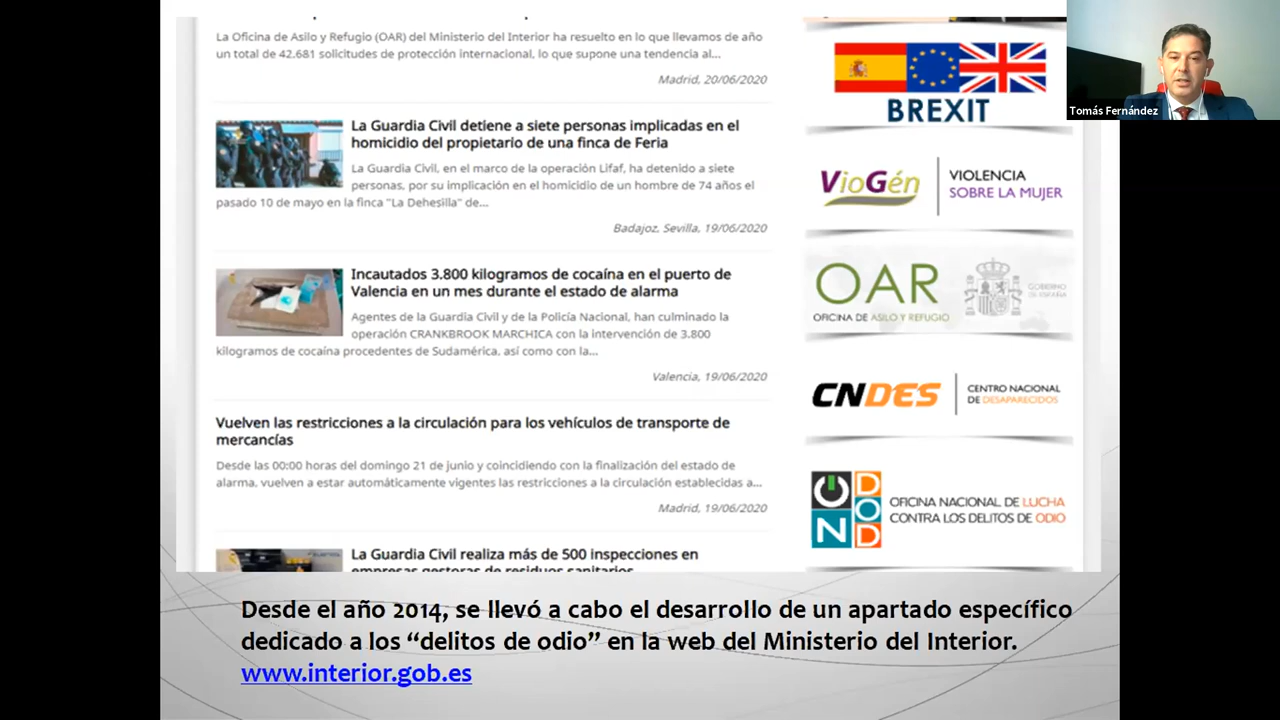 La Oficina de Asilo y Refugio (OAR) del Ministerio del Interior ha resuelto en lo que llevamos de año
un total de 42.681 solicitudes de protección internacional, lo que supone una tendencia al...
Madrid, 20/06/2020
La Guardia Civil detiene a siete personas implicadas en el
homicidio del propietario de una finca de Feria
La Guardia Civil, en el marco de la operación Lifaf, ha detenido a siete
personas, por su implicación en el homicidio de un hombre de 74 años el
pasado 10 de mayo en la finca "La Dehesilla" de...
Badajoz, Sevilla, 19/06/2020
Incautados 3.800 kilogramos de cocaína en el puerto de
Valencia en un mes durante el estado de alarma
Agentes de la Guardia Civil y de la Policía Nacional, han culminado la
operación CRANKBROOK MARCHICA con la intervención de 3.800
kilogramos de cocaína procedentes de Sudamérica, así como con la...
Valencia, 19/06/2020
Vuelven las restricciones a la circulación para los vehículos de transporte de
mercancías
Desde las 00:00 horas del domingo 21 de junio y coincidiendo con la finalización del estado de
alarma, vuelven a estar automáticamente vigentes las restricciones a la circulación establecidas a...
Madrid, 19/06/2020
La Guardia Civil realiza más de 500 inspecciones en
empresas gestoras de residuos sanitarios
BREXIT
VioGén
VIOLENCIA
SOBRE LA MUJER
OAR
OFICINA DE ASILO Y REFUGIO
GOBIERNO
DE ESPAÑA
CNDES
CENTRO NACIONAL
DE DESAPARECIDOS
ONDOD
OFICINA NACIONAL DE LUCHA
CONTRA LOS DELITOS DE ODIO
Tomás Fernández
Desde el año 2014, se llevó a cabo el desarrollo de un apartado específico
dedicado a los “delitos de odio” en la web del Ministerio del Interior.
www.interior.gob.es